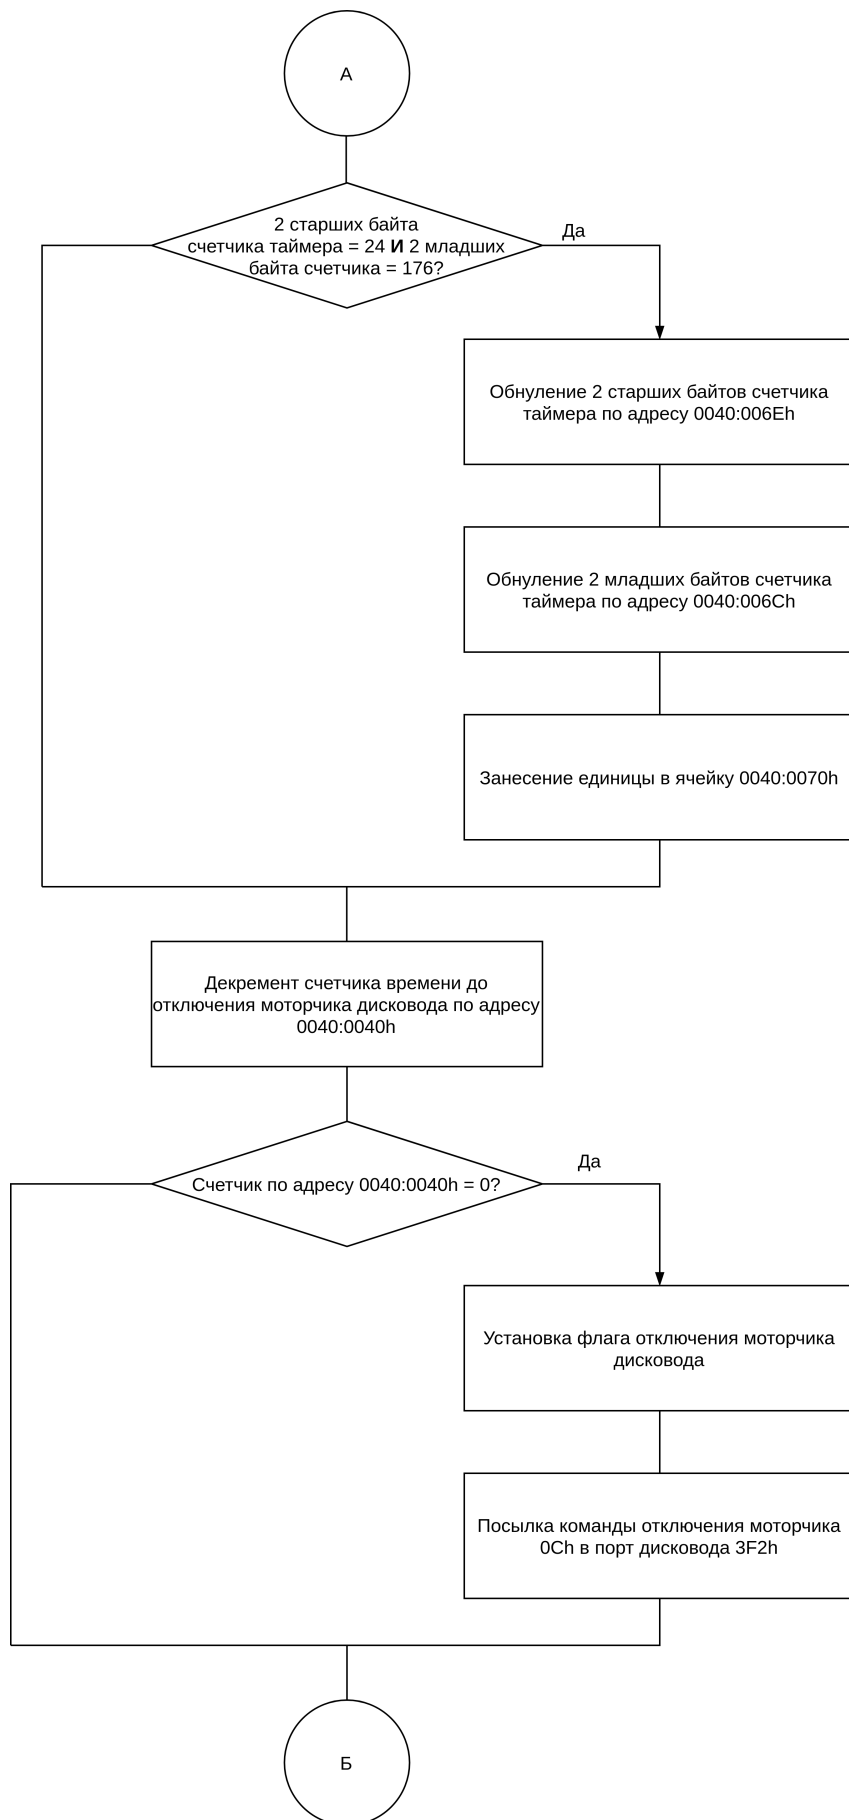 А
2 старших байта
счетчика таймера = 24 И 2 младших
байта счетчика = 176?
Да
Обнуление 2 старших байтов счетчика
таймера по адресу 0040:006Eh
Обнуление 2 младших байтов счетчика
таймера по адресу 0040:006Ch
Занесение единицы в ячейку 0040:0070h
Декремент счетчика времени до
отключения моторчика дисковода по адресу
0040:0040h
Да
Счетчик по адресу 0040:0040h = 0?
Установка флага отключения моторчика
дисковода
Посылка команды отключения моторчика
0Ch в порт дисковода 3F2h
Б